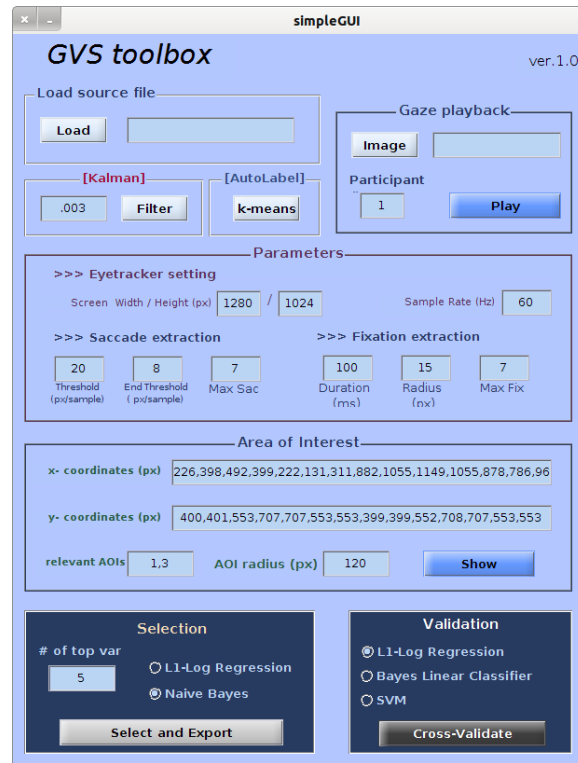 simpleGUI
GVS toolbox
ver.1.0
Load source file
Load
Gaze playback
Image
Participant
1
Play
[Kalman]
.003
Filter
[AutoLabel]
k-means
Parameters
>>> Eyetracker setting
Screen Width / Height (px) 1280 / 1024
Sample Rate (Hz) 60
>>> Saccade extraction
20 8 7
Threshold (px/sample)
End Threshold ( px/sample)
Max Sac
>>> Fixation extraction
100 15 7
Duration (ms)
Radius (px)
Max Fix
Area of Interest
x- coordinates (px) 226,398,492,399,222,131,311,882,1055,1149,1055,878,786,96
y- coordinates (px) 400,401,553,707,707,553,553,399,399,552,708,707,553,553
relevant AOIs 1,3 AOI radius (px) 120 Show
Selection
# of top var
5
L1-Log Regression
Naive Bayes
Select and Export
Validation
L1-Log Regression
Bayes Linear Classifier
SVM
Cross-Validate